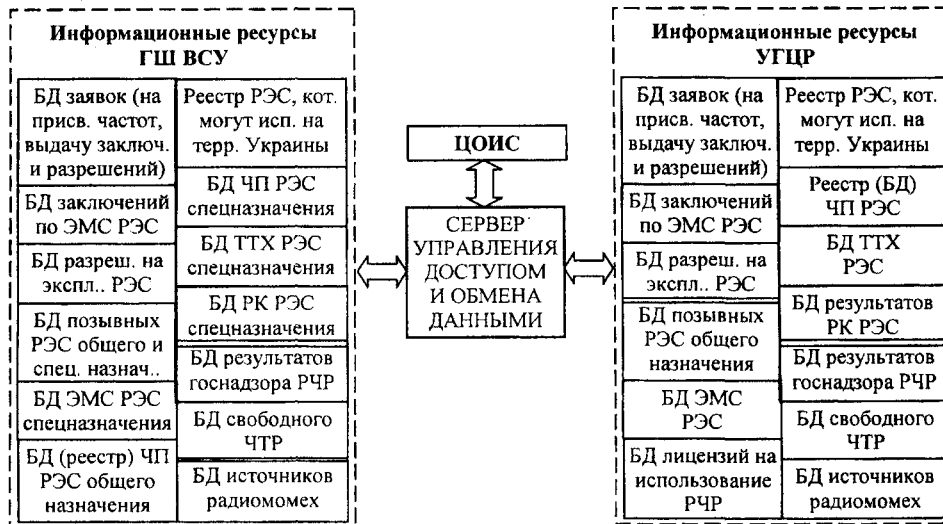 Информационные ресурсы
ГШ ВСУ
БД заявок (на
присв. частот,
выдачу заключ.
и разрешений)
БД заключений
по ЭМС РЭС
БД разреш. на
экспл.. РЭС
БД позывных
РЭС общего и
спец. назнач..
БД ЭМС РЭС
спецназначения
БД (реестр) ЧП
РЭС общего
назначения
Реестр РЭС, кот.
могут исп. на
терр. Украины
БД ЧП РЭС
спецназначения
БД ТТХ РЭС
спецназначения
БД РК РЭС
спецназначения
БД результатов
госнадзора РЧР
БД свободного
ЧТР
БД источников
радиомомех
ЦОИС
СЕРВЕР
УПРАВЛЕНИЯ
ДОСТУПОМ
И ОБМЕНА
ДАННЫМИ
Информационные ресурсы
УГЦР
БД заявок (на
присв. частот,
выдачу заключ.
и разрешений)
БД заключений
по ЭМС РЭС
БД разреш. на
экспл.. РЭС
БД позывных
РЭС общего
назначения
БД ЭМС
РЭС
БД лицензий на
использование
РЧР
Реестр РЭС, кот.
могут исп. на
терр. Украины
Реестр (БД)
ЧП РЭС
БД ТТХ
РЭС
БД результатов
РК РЭС
БД результатов
госнадзора РЧР
БД свободного
ЧТР
БД источников
радиомомех